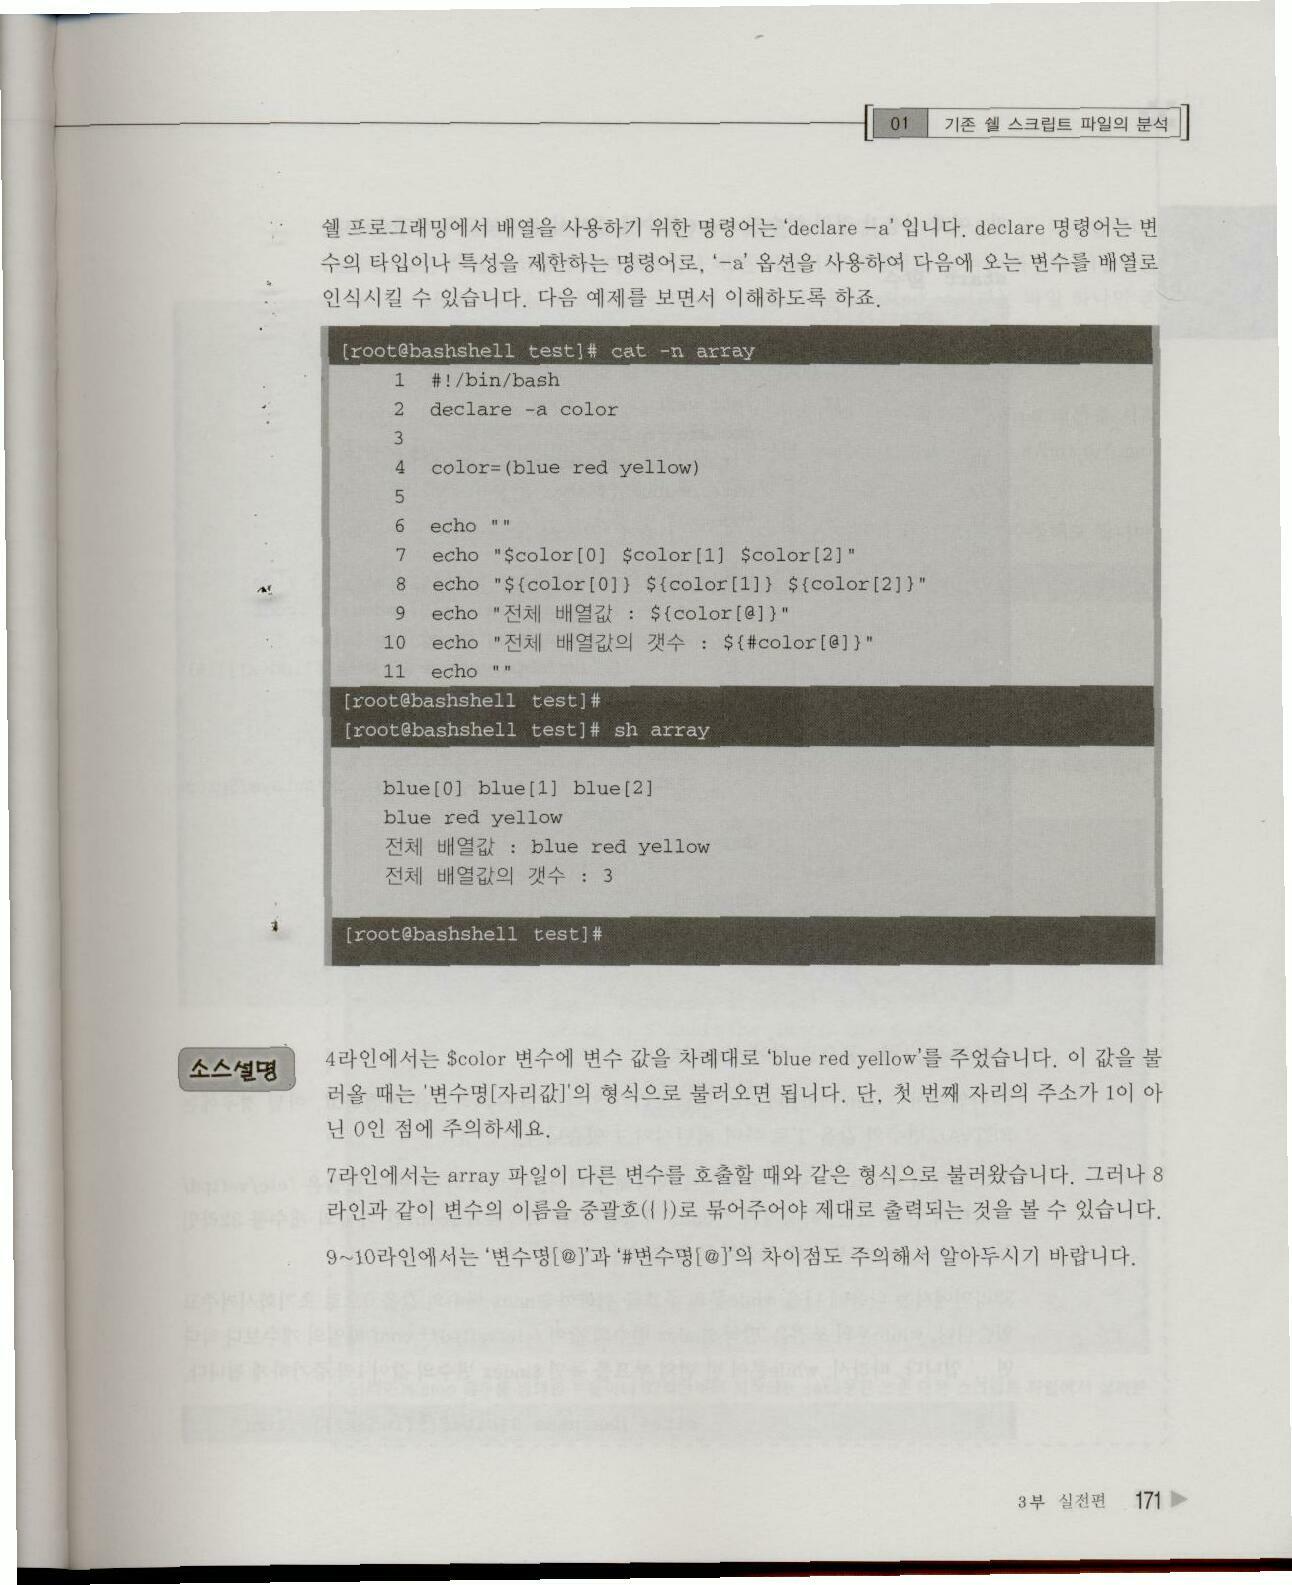 01 기존 쉘 스크립트 파일의 분석
쉘 프로그래밍에서 배열을 사용하기 위한 명령어는 ‘declare -a’ 입니다. declare 명령어는 변
수의 타입이나 특성을 제한하는 명령어로, ‘-a’ 옵션을 사용하여 다음에 오는 변수를 배열로
인식시킬 수 있습니다. 다음 예제를 보면서 이해하도록 하죠.
[root@bashshell test]# cat -n array
1 #!/bin/bash
2 declare -a color
3
4 color=(blue red yellow)
5
6 echo ""
7 echo "$color[0] $color[1] $color[2]"
8 echo "${color[0]} ${color[1]} ${color[2]}"
9 echo "전체 배열값 : ${color[@]}"
10 echo "전체 배열값의 갯수 : ${#color[@]}"
11 echo ""
[root@bashshell test]#
[root@bashshell test]# sh array
blue[0] blue[1] blue[2]
blue red yellow
전체 배열값 : blue red yellow
전체 배열값의 갯수 : 3
[root@bashshell test]#
소스설명
4라인에서는 $color 변수에 변수 값을 차례대로 ‘blue red yellow’를 주었습니다. 이 값을 불
러올 때는 '변수명[자리값]'의 형식으로 불러오면 됩니다. 단, 첫 번째 자리의 주소가 1이 아
닌 0인 점에 주의하세요.
7라인에서는 array 파일이 다른 변수를 호출할 때와 같은 형식으로 불러왔습니다. 그러나 8
라인과 같이 변수의 이름을 중괄호({ })로 묶어주어야 제대로 출력되는 것을 볼 수 있습니다.
9~10라인에서는 ‘변수명[@]’과 ‘#변수명[@]’의 차이점도 주의해서 알아두시기 바랍니다.
3부 실전편 171